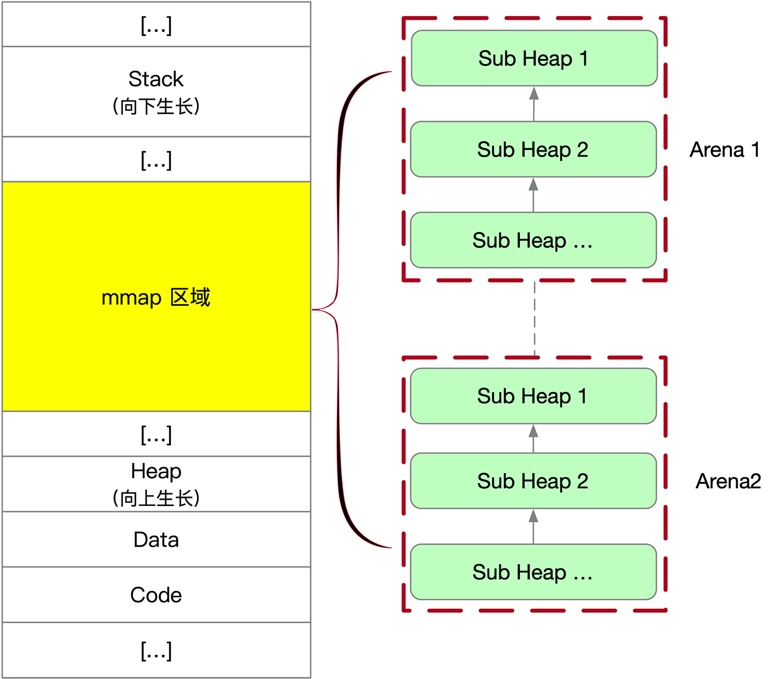 [...]
Stack
(向下生长)
[...]
mmap 区域
[...]
Heap
(向上生长)
Data
Code
[...]
Sub Heap 1
Sub Heap 2
Sub Heap ...
Arena 1
Sub Heap 1
Sub Heap 2
Sub Heap ...
Arena2